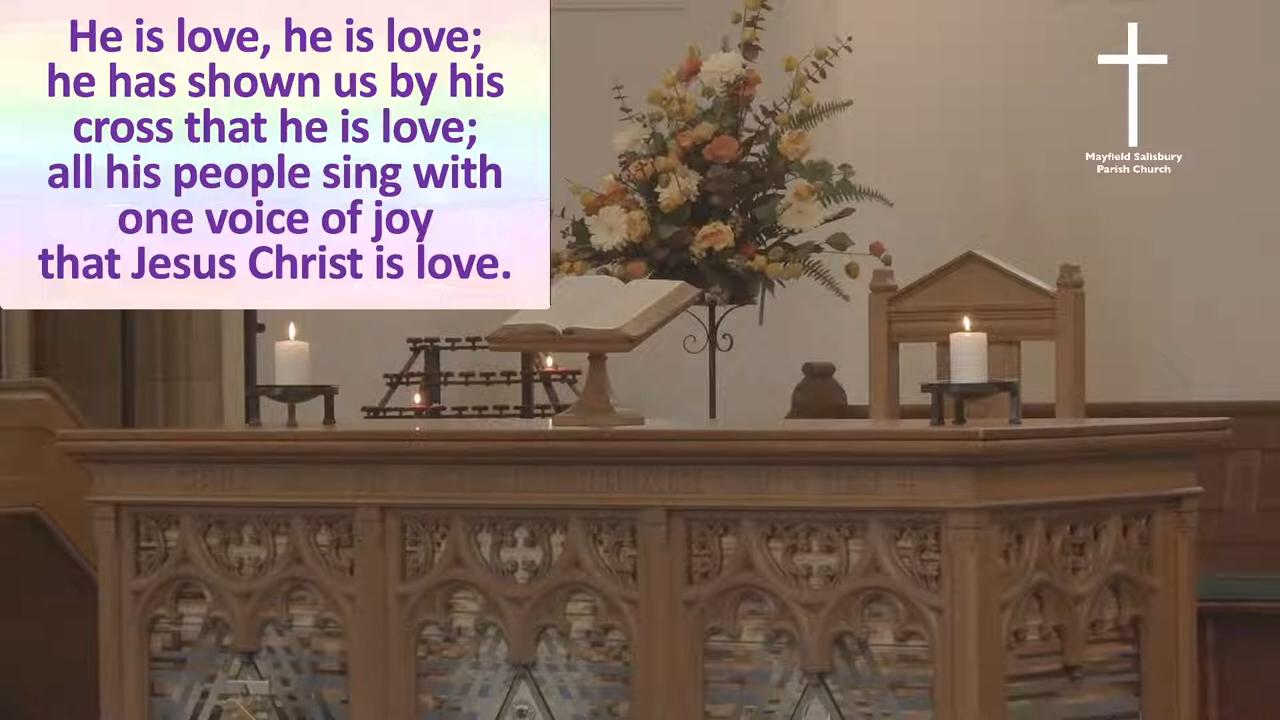 He is love, he is love;
he has shown us by his
cross that he is love;
all his people sing with
one voice of joy
that Jesus Christ is love.
Mayfield Salisbury
Parish Church